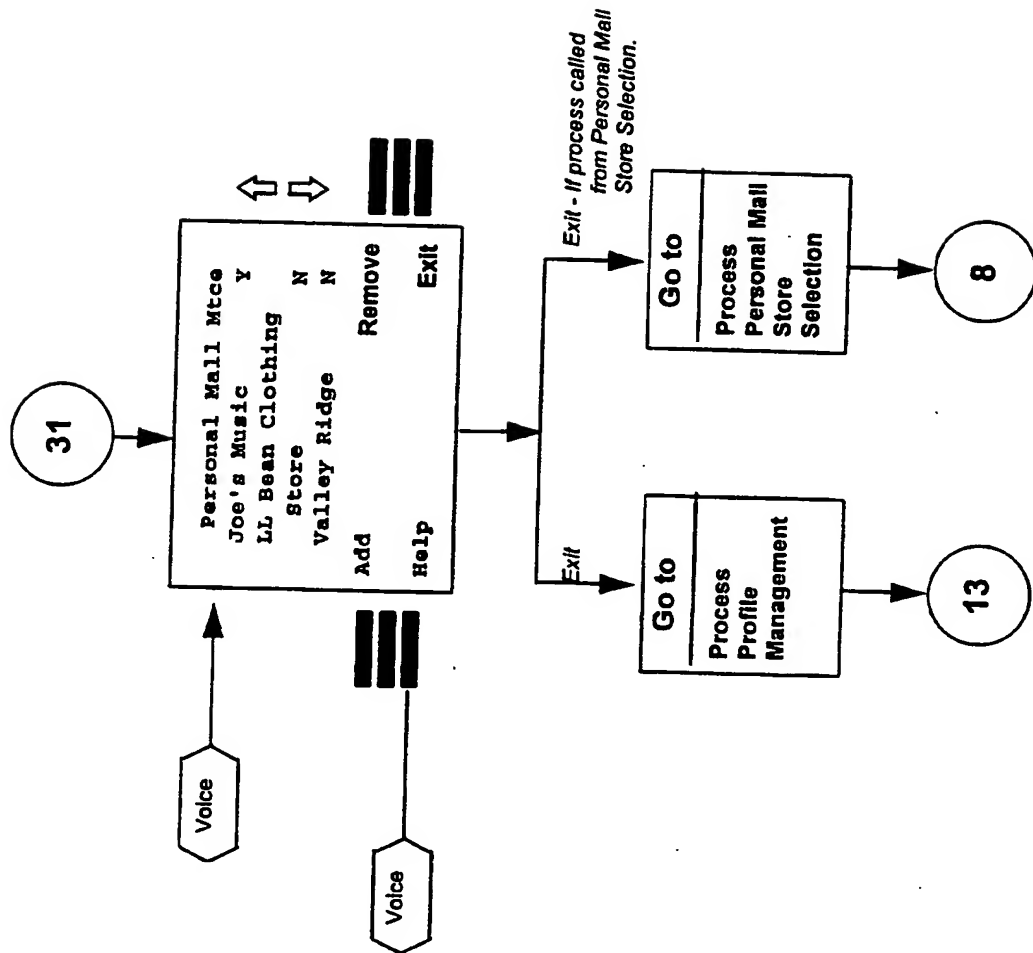 31
Voice
Personal Mall Mtce
Joe's Music Y
LL Bean Clothing
Store N
Valley Ridge N
Add Remove
Help Exit
Voice
Exit
Exit - If process called
from Personal Mall
Store Selection.
Go to
Process
Profile
Management
Go to
Process
Personal Mall
Store
Selection
13
8